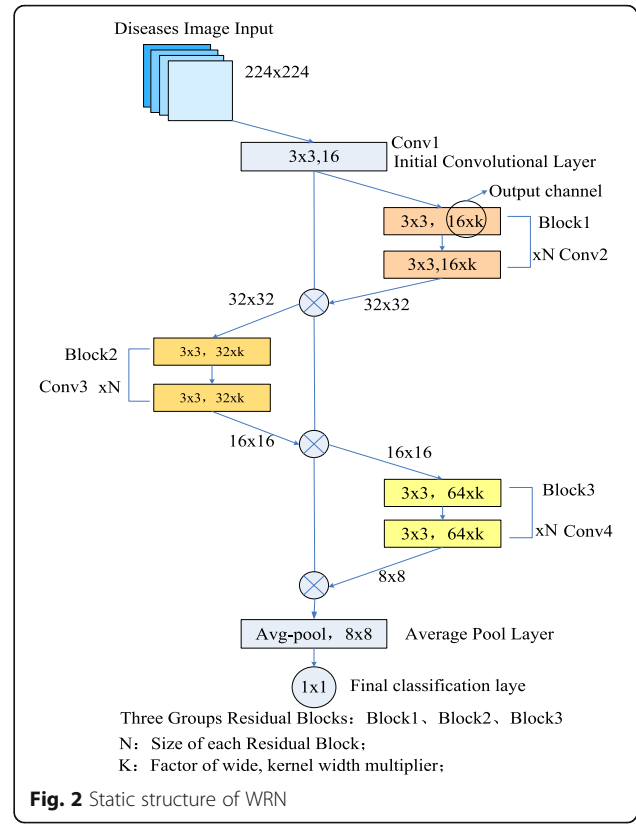 Diseases Image Input
224x224
Conv1
3x3,16
Initial Convolutional Layer
Output channel
3x3，16xk
Block1
xN Conv2
3x3,16xk
32x32
32x32
Block2
3x3，32xk
Conv3 xN
3x3，32xk
16x16
16x16
3x3，64xk
Block3
xN Conv4
3x3，64xk
8x8
Avg-pool，8x8
Average Pool Layer
1x1
Final classification laye
Three Groups Residual Blocks：Block1、Block2、Block3
N：Size of each Residual Block；
K：Factor of wide, kernel width multiplier；
Fig. 2 Static structure of WRN